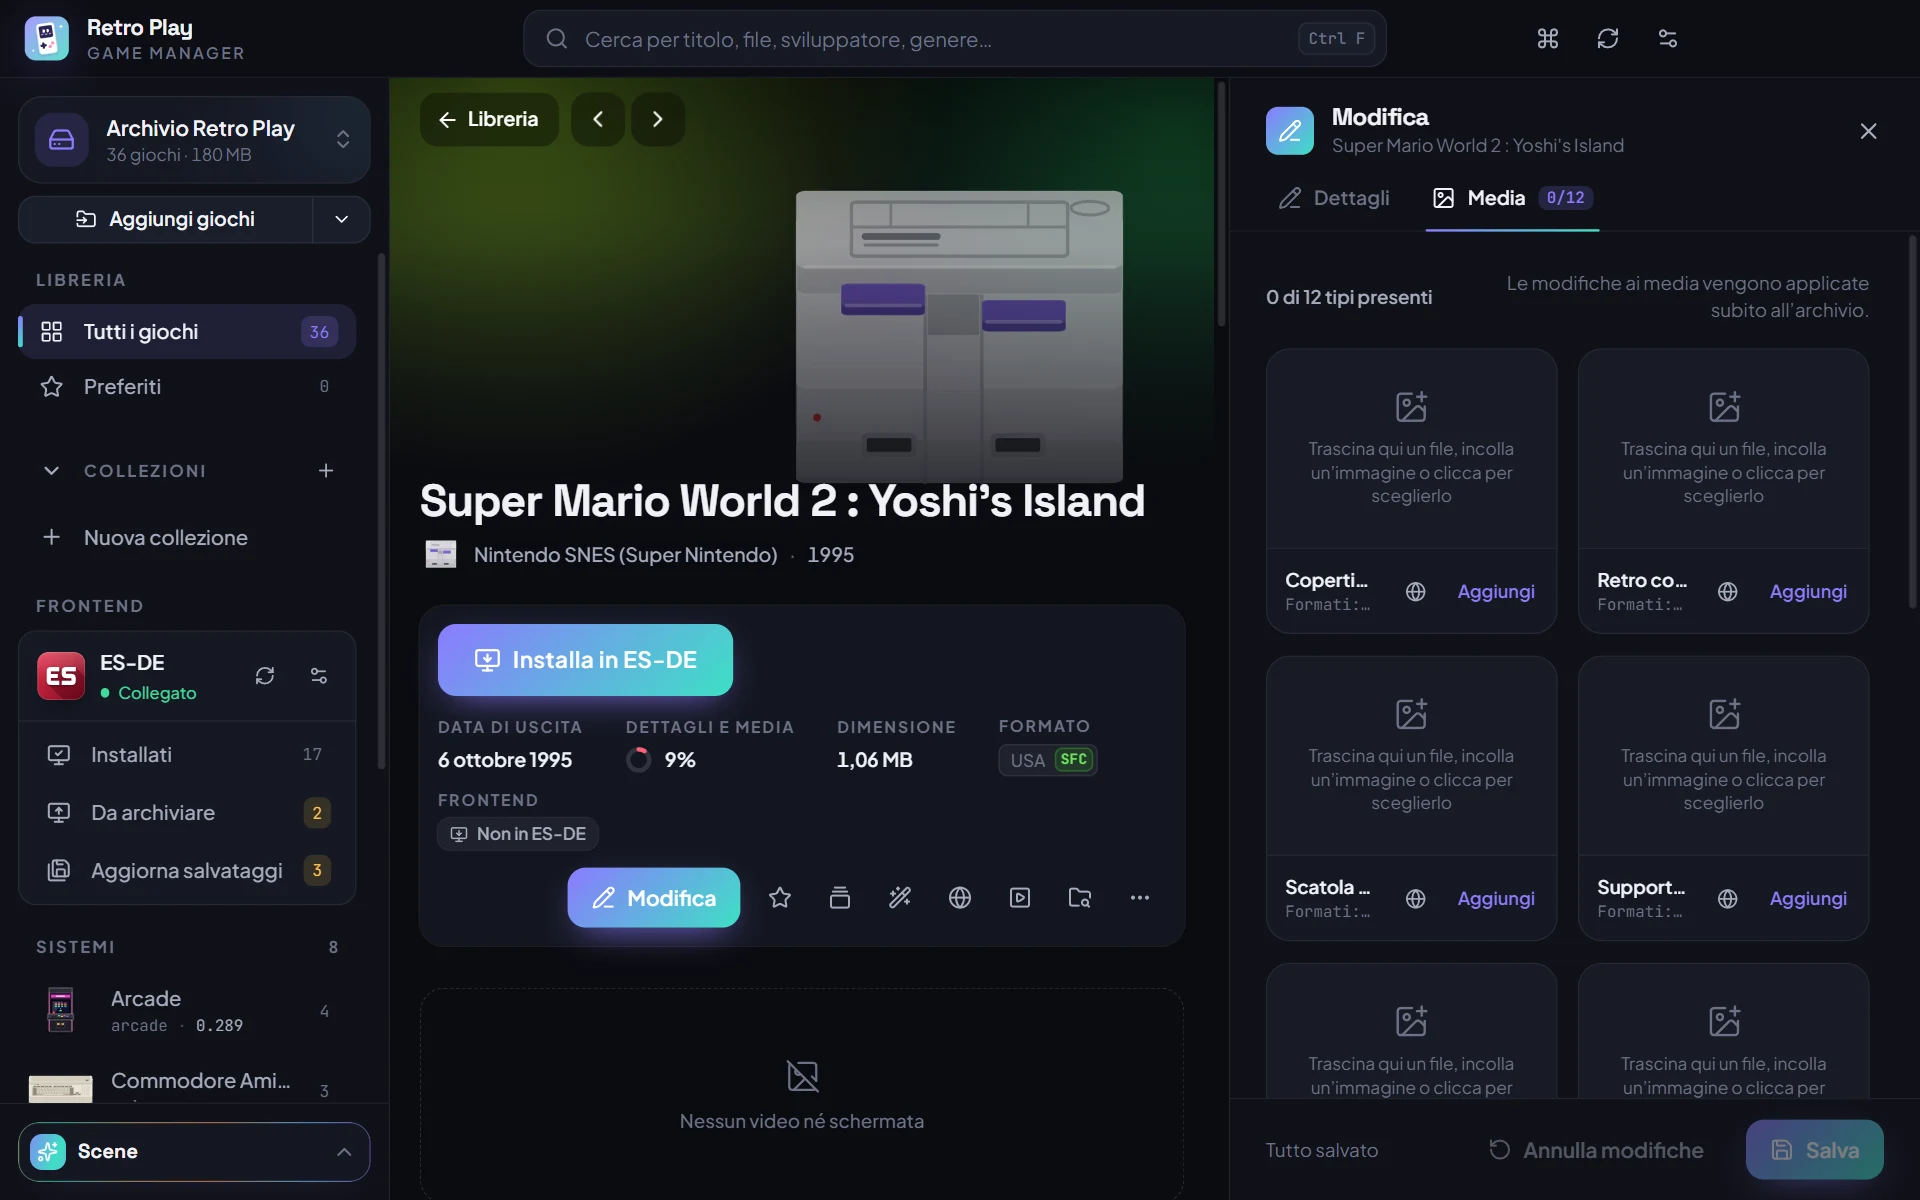 Retro Play
GAME MANAGER
Cerca per titolo, file, sviluppatore, genere...
Ctrl F
Archivio Retro Play
36 giochi · 180 MB
Aggiungi giochi
LIBRERIA
Tutti i giochi
36
Preferiti
0
COLLEZIONI
Nuova collezione
FRONTEND
ES
ES-DE
Collegato
Installati
17
Da archiviare
2
Aggiorna salvataggi
3
SISTEMI
8
Arcade
4
arcade · 0.289
Commodore Ami...
3
Scene
Libreria
Super Mario World 2 : Yoshi's Island
Nintendo SNES (Super Nintendo) · 1995
Installa in ES-DE
DATA DI USCITA
6 ottobre 1995
DETTAGLI E MEDIA
9%
DIMENSIONE
1,06 MB
FORMATO
USA SFC
FRONTEND
Non in ES-DE
Modifica
Nessun video né schermata
Modifica
Super Mario World 2 : Yoshi's Island
Dettagli
Media 0/12
0 di 12 tipi presenti
Le modifiche ai media vengono applicate
subito all'archivio.
Trascina qui un file, incolla
un'immagine o clicca per
sceglierlo
Coperti...
Formati:...
Aggiungi
Trascina qui un file, incolla
un'immagine o clicca per
sceglierlo
Retro co...
Formati:...
Aggiungi
Trascina qui un file, incolla
un'immagine o clicca per
sceglierlo
Scatola ...
Formati:...
Aggiungi
Trascina qui un file, incolla
un'immagine o clicca per
sceglierlo
Support...
Formati:...
Aggiungi
Trascina qui un file, incolla
un'immagine o clicca per
Trascina qui un file, incolla
un'immagine o clicca per
Tutto salvato
Annulla modifiche
Salva